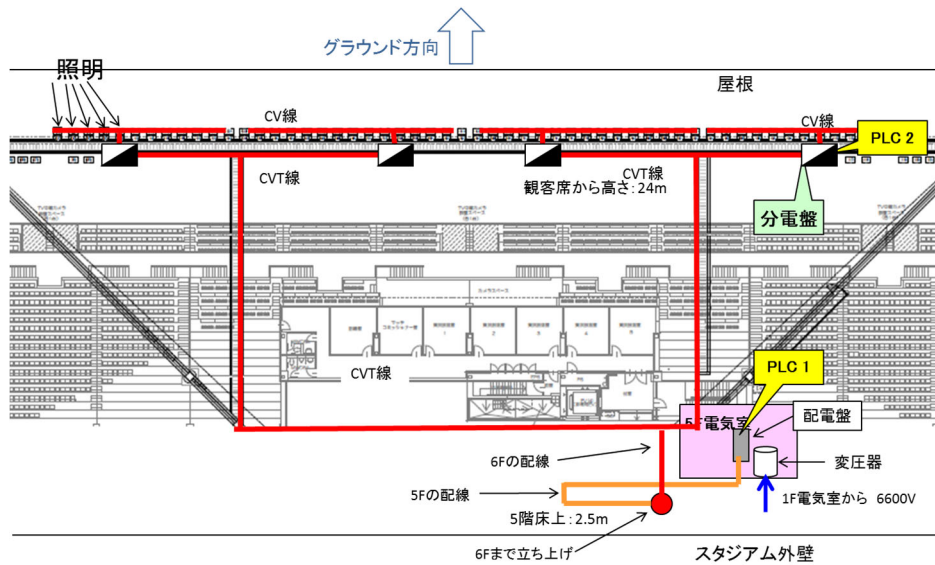 グラウンド方向
照明
屋根
CV線
CV線
PLC 2
CVT線
CVT線
観客席から高さ:24m
分電盤
CVT線
PLC 1
5F電気室
配電盤
6Fの配線
変圧器
5Fの配線
1F電気室から 6600V
5階床上:2.5m
6Fまで立ち上げ
スタジアム外壁